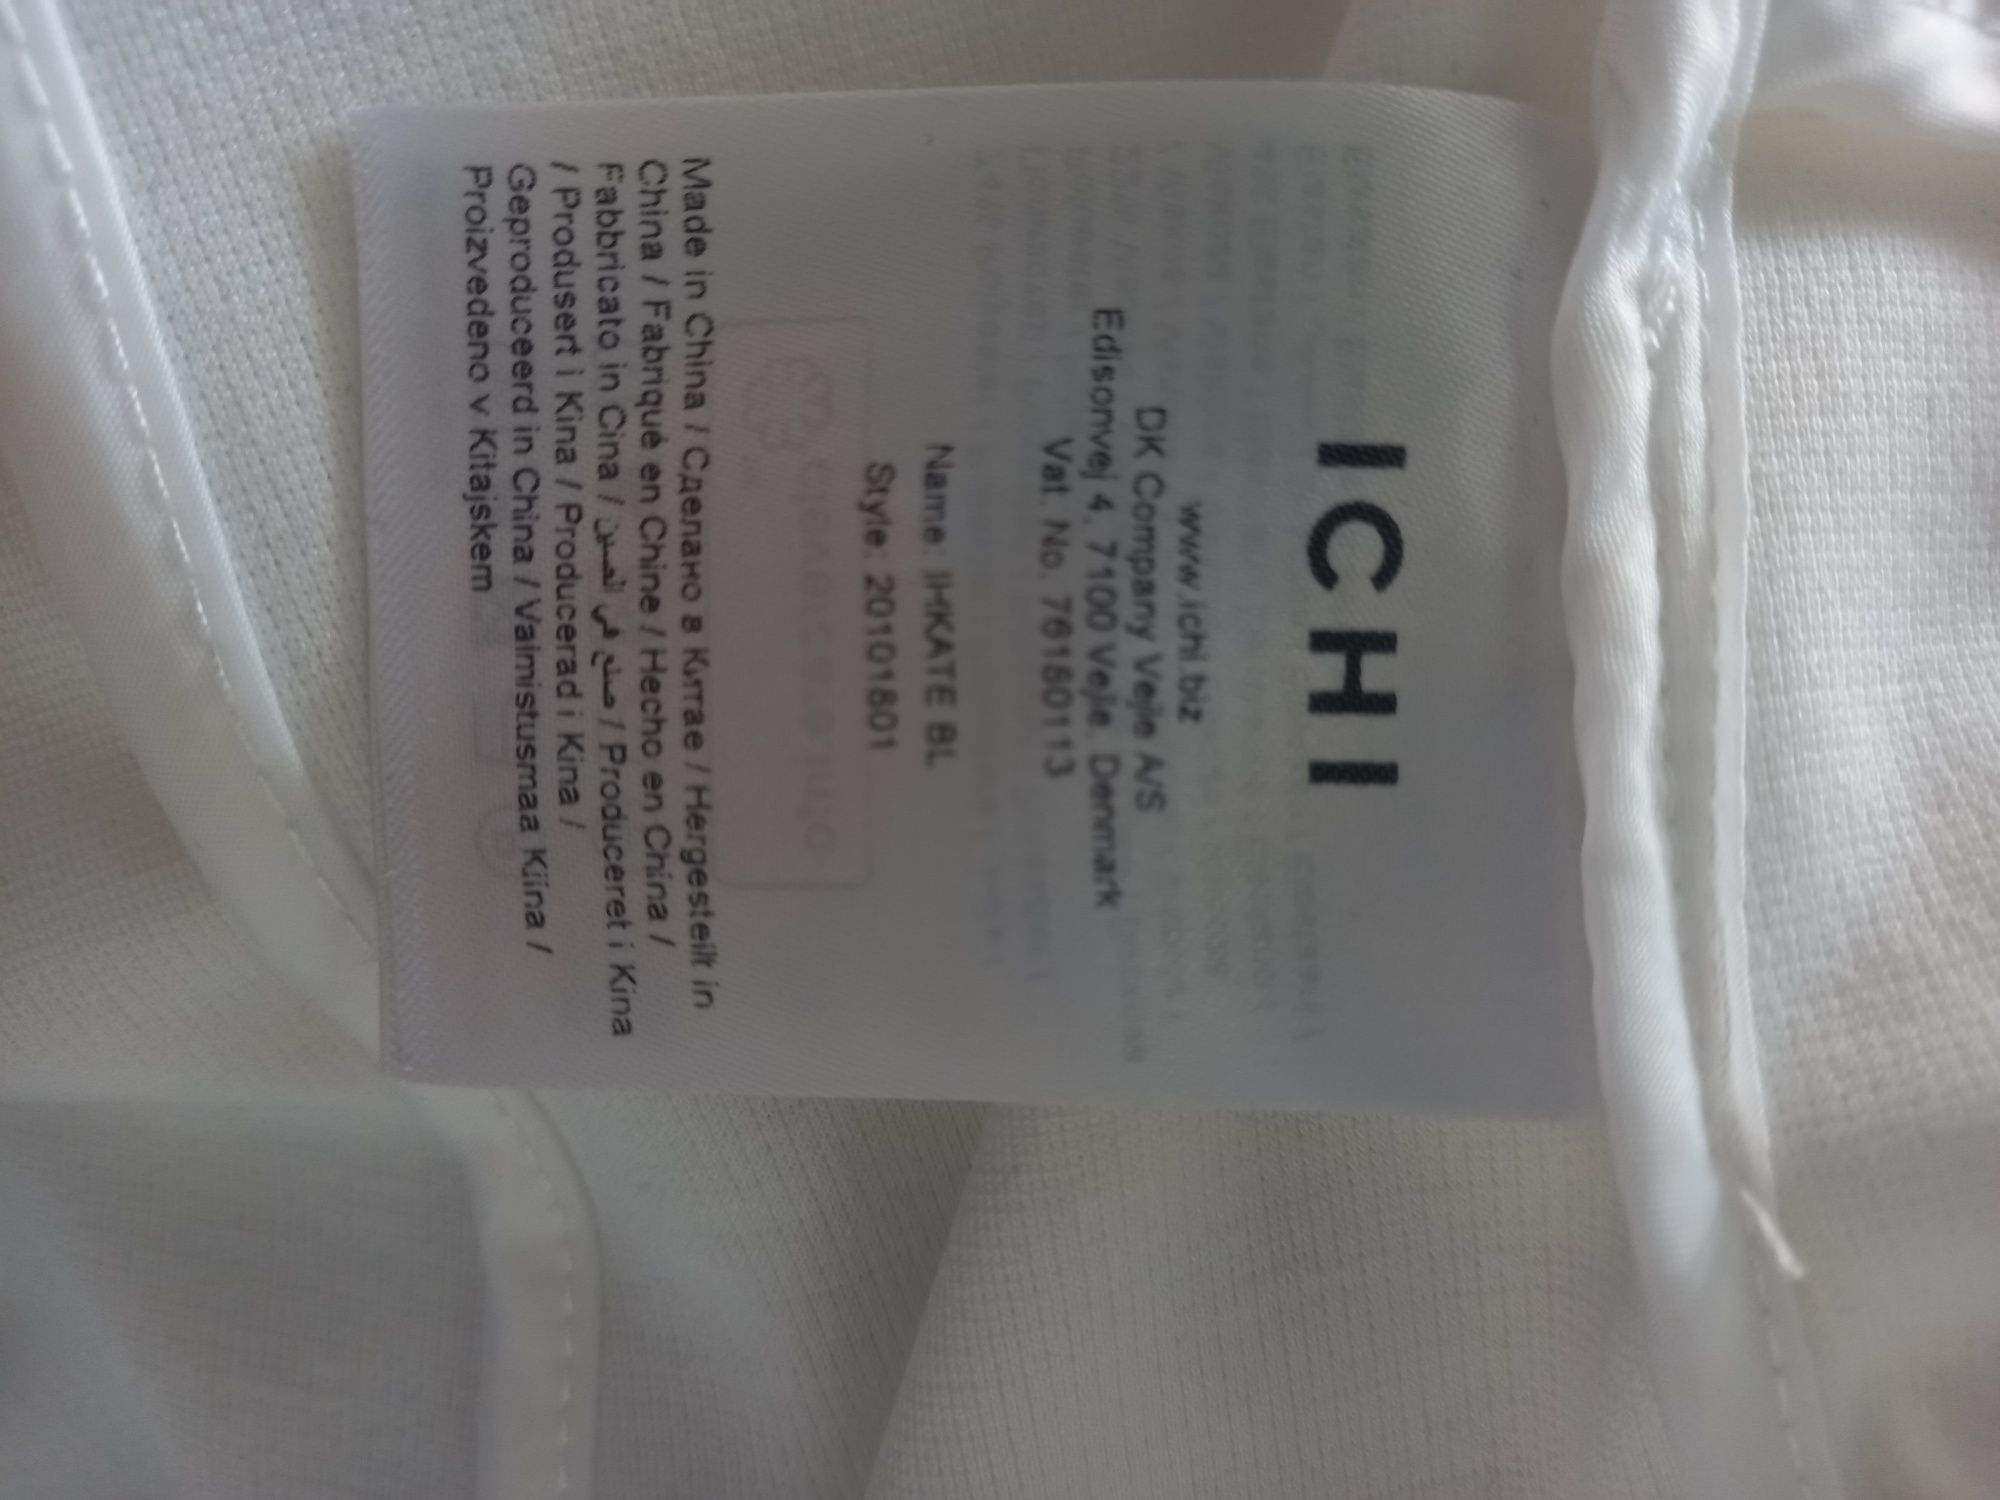 ICHI
www.ichi.biz
DK Company Vejle A/S
Edisonvej 4, 7100 Vejle, Denmark
Vat. No. 7618801113
Name: IHKATE BL
Style: 20101801
Made in China / Сделано в Китае / Hergestellt in
China / Fabriqué en Chine / Hecho en China /
Fabbricato in Cina / صنع في الصين / Produceret i Kina
/ Produsert i Kina / Producerad i Kina /
Geproduceerd in China / Valmistusmaa Kiina /
Proizvedeno v Kitajskem